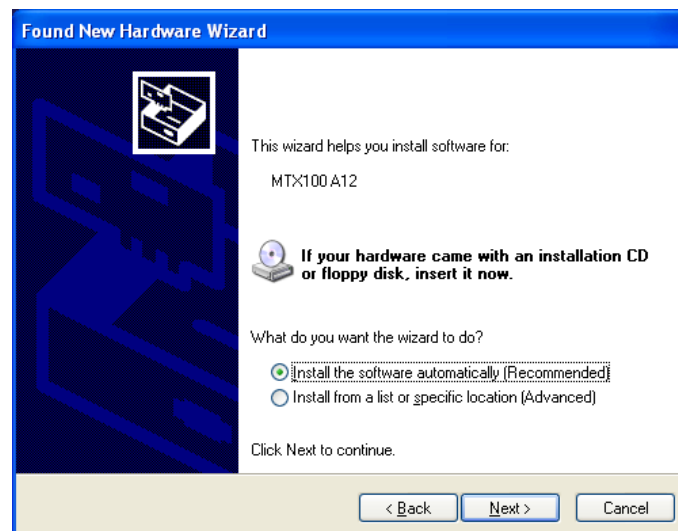 Found New Hardware Wizard
This wizard helps you install software for:
MTX100 A12
If your hardware came with an installation CD
or floppy disk, insert it now.
What do you want the wizard to do?
Install the software automatically (Recommended)
Install from a list or specific location (Advanced)
Click Next to continue.
< Back
Next >
Cancel